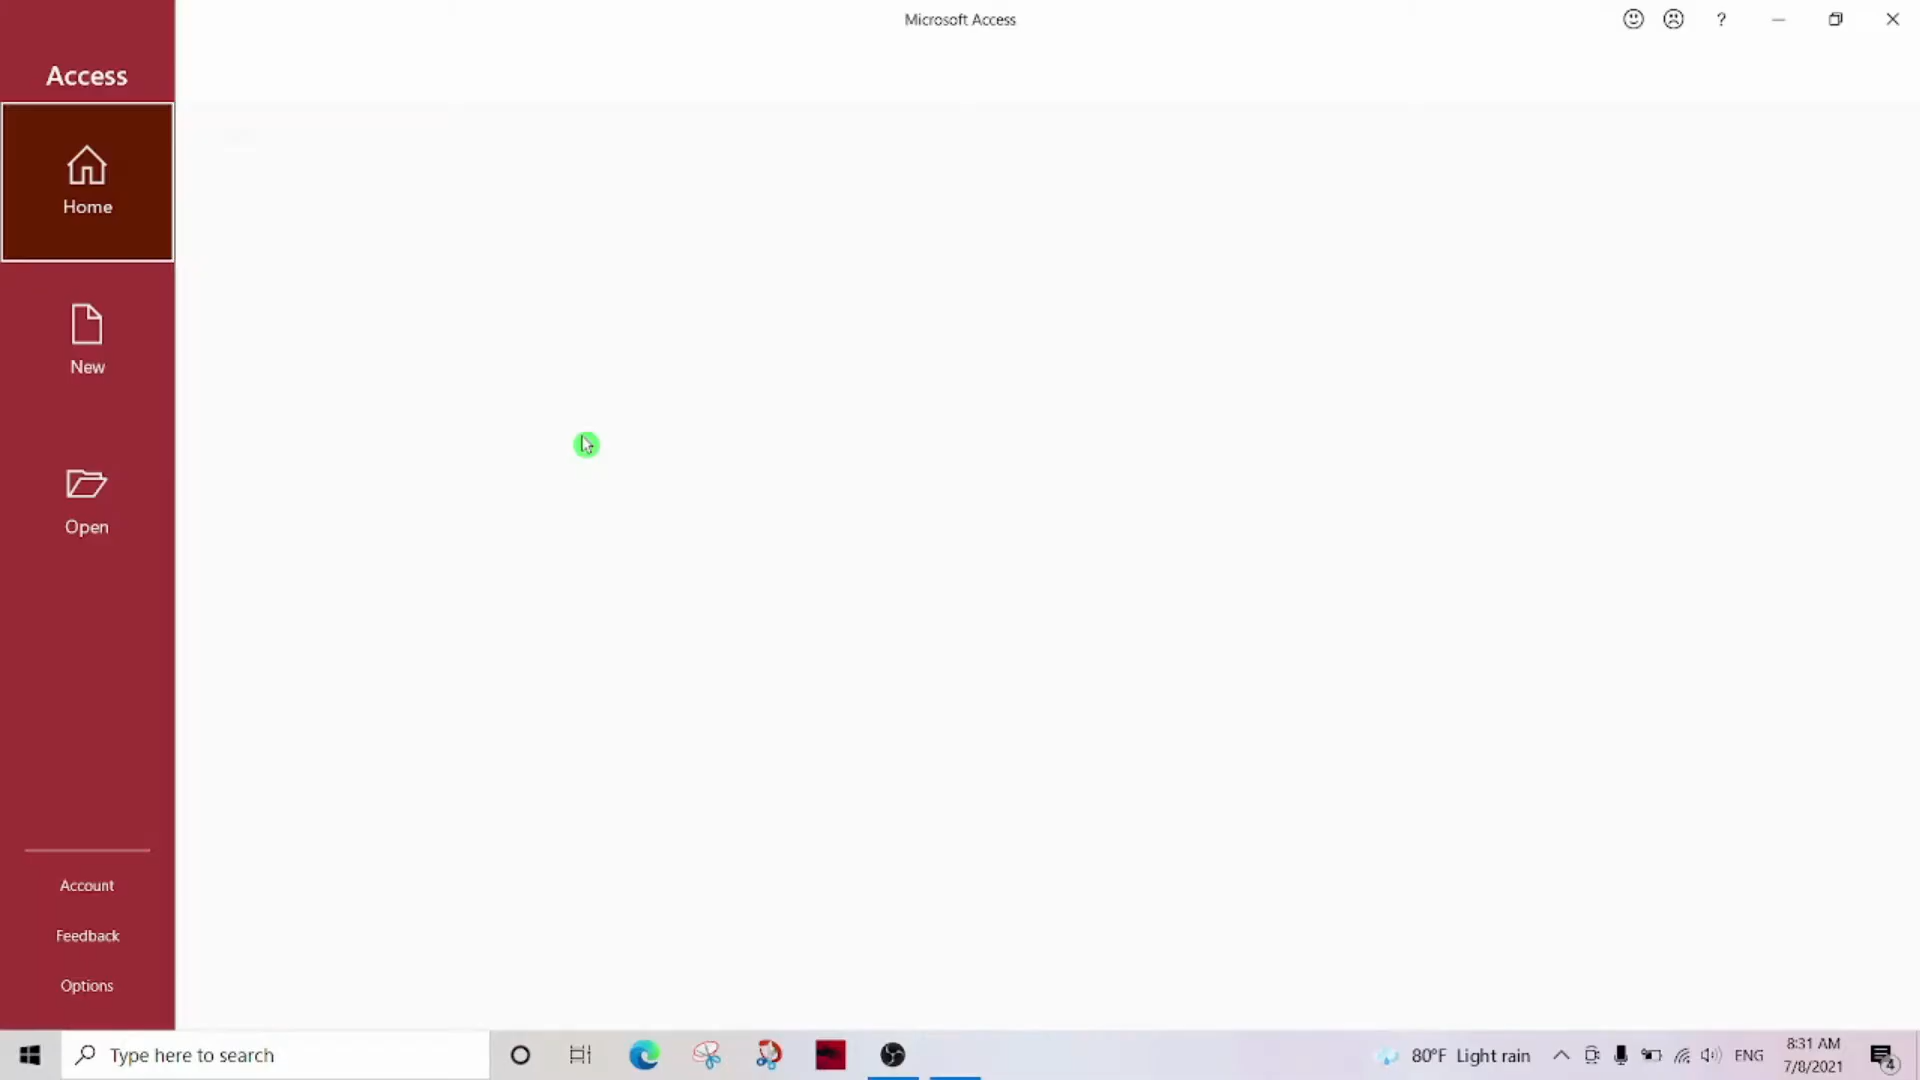 Microsoft Access
?
Access
Home
New
Open
Account
Feedback
Options
Type here to search
80°F Light rain
ENG
8:31 AM
7/8/2021
4